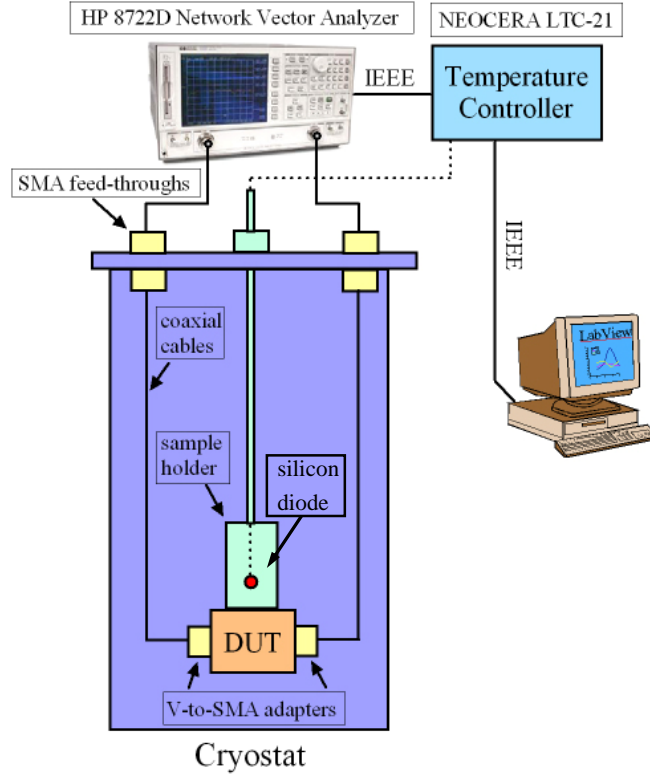 HP 8722D Network Vector Analyzer
NEOCERA LTC-21
IEEE
Temperature
Controller
SMA feed-throughs
IEEE
LabView
coaxial
cables
sample
holder
silicon
diode
DUT
V-to-SMA adapters
Cryostat